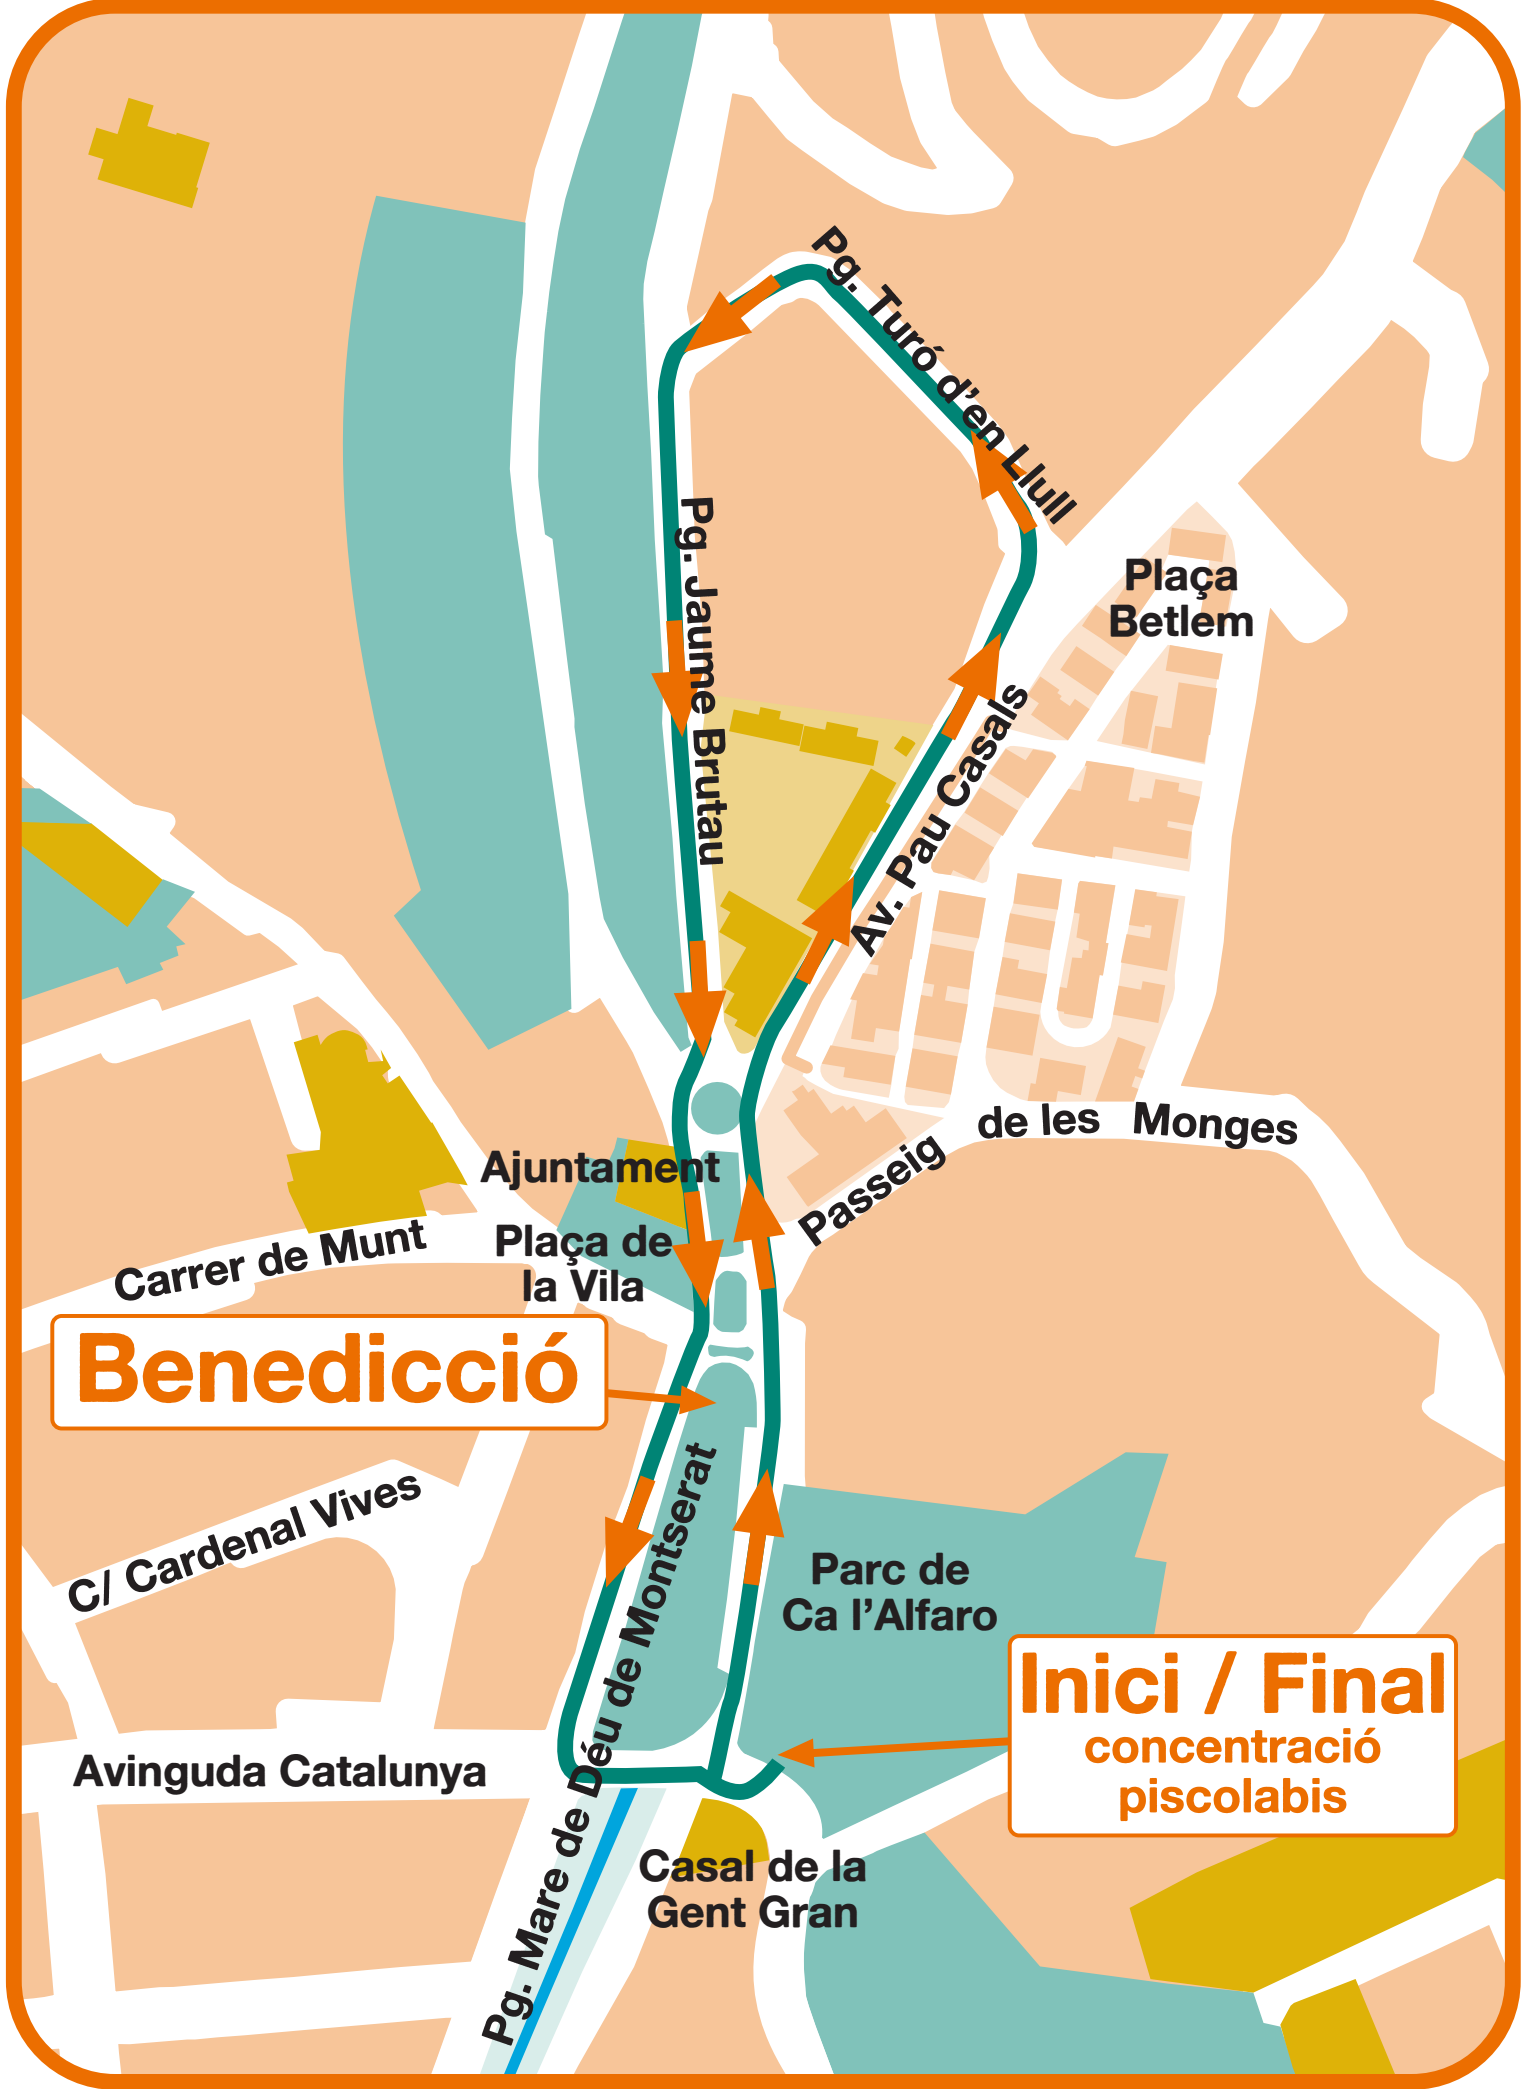 Pg. Turó d'en Llull
Pg. Jaume Brutau
Plaça
Betlem
Av. Pau Casals
Passeig de les Monges
Ajuntament
Plaça de
la Vila
Carrer de Munt
Benedicció
C/ Cardenal Vives
Pg. Mare de Déu de Montserat
Parc de
Ca l'Alfaro
Inici / Final
concentració
piscolabis
Avinguda Catalunya
Casal de la
Gent Gran